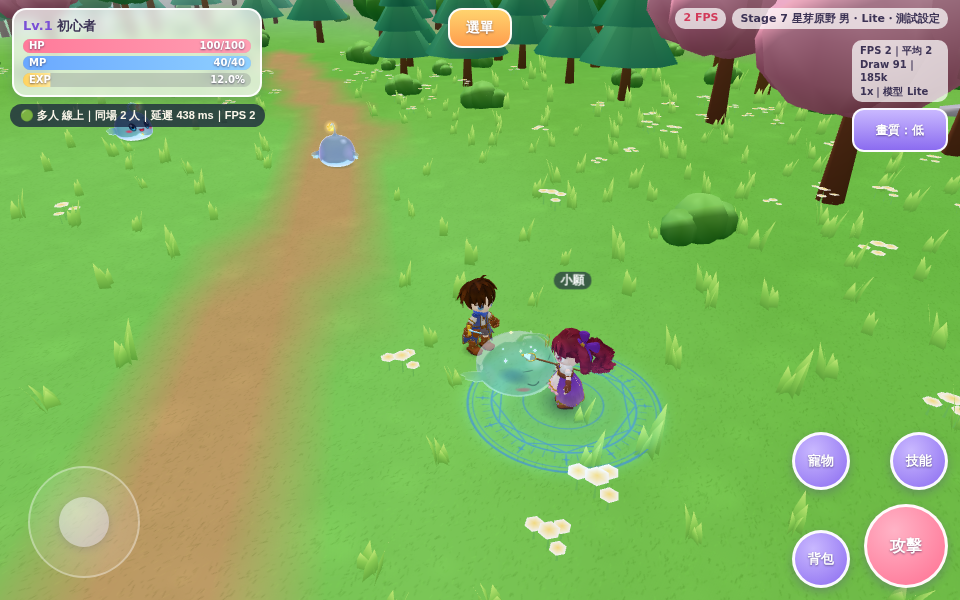 Lv.1 初心者
HP 100/100
MP 40/40
EXP 12.0%
多人 線上｜同場 2 人｜延遲 438 ms｜FPS 2
選單
2 FPS
Stage 7 星芽原野 男・Lite・測試設定
FPS 2｜平均 2
Draw 91｜
185k
1x｜模型 Lite
畫質：低
小願
寵物
技能
背包
攻擊